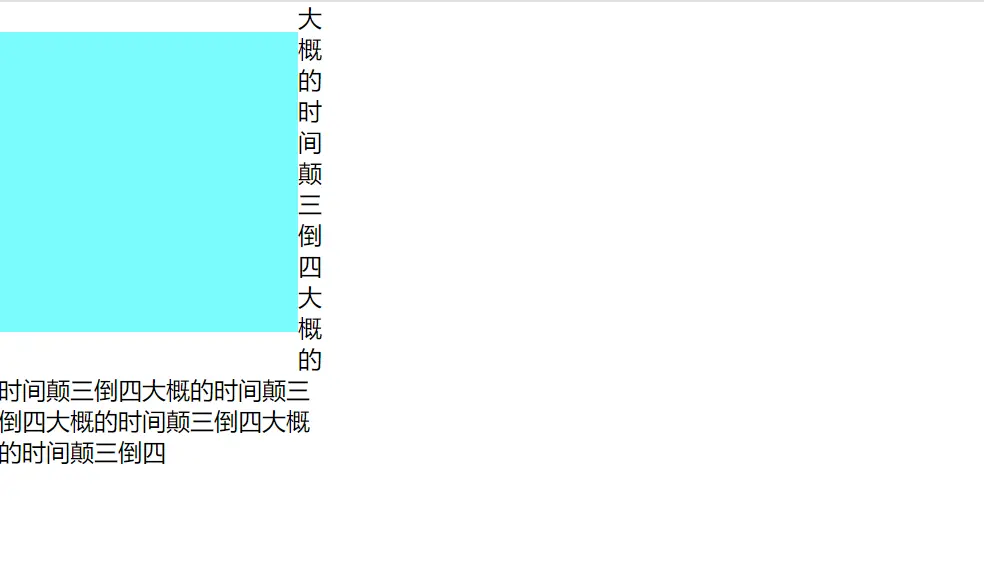 大
概
的
时
间
颠
三
倒
四
大
概
的
时间颠三倒四大概的时间颠三
倒四大概的时间颠三倒四大概
的时间颠三倒四